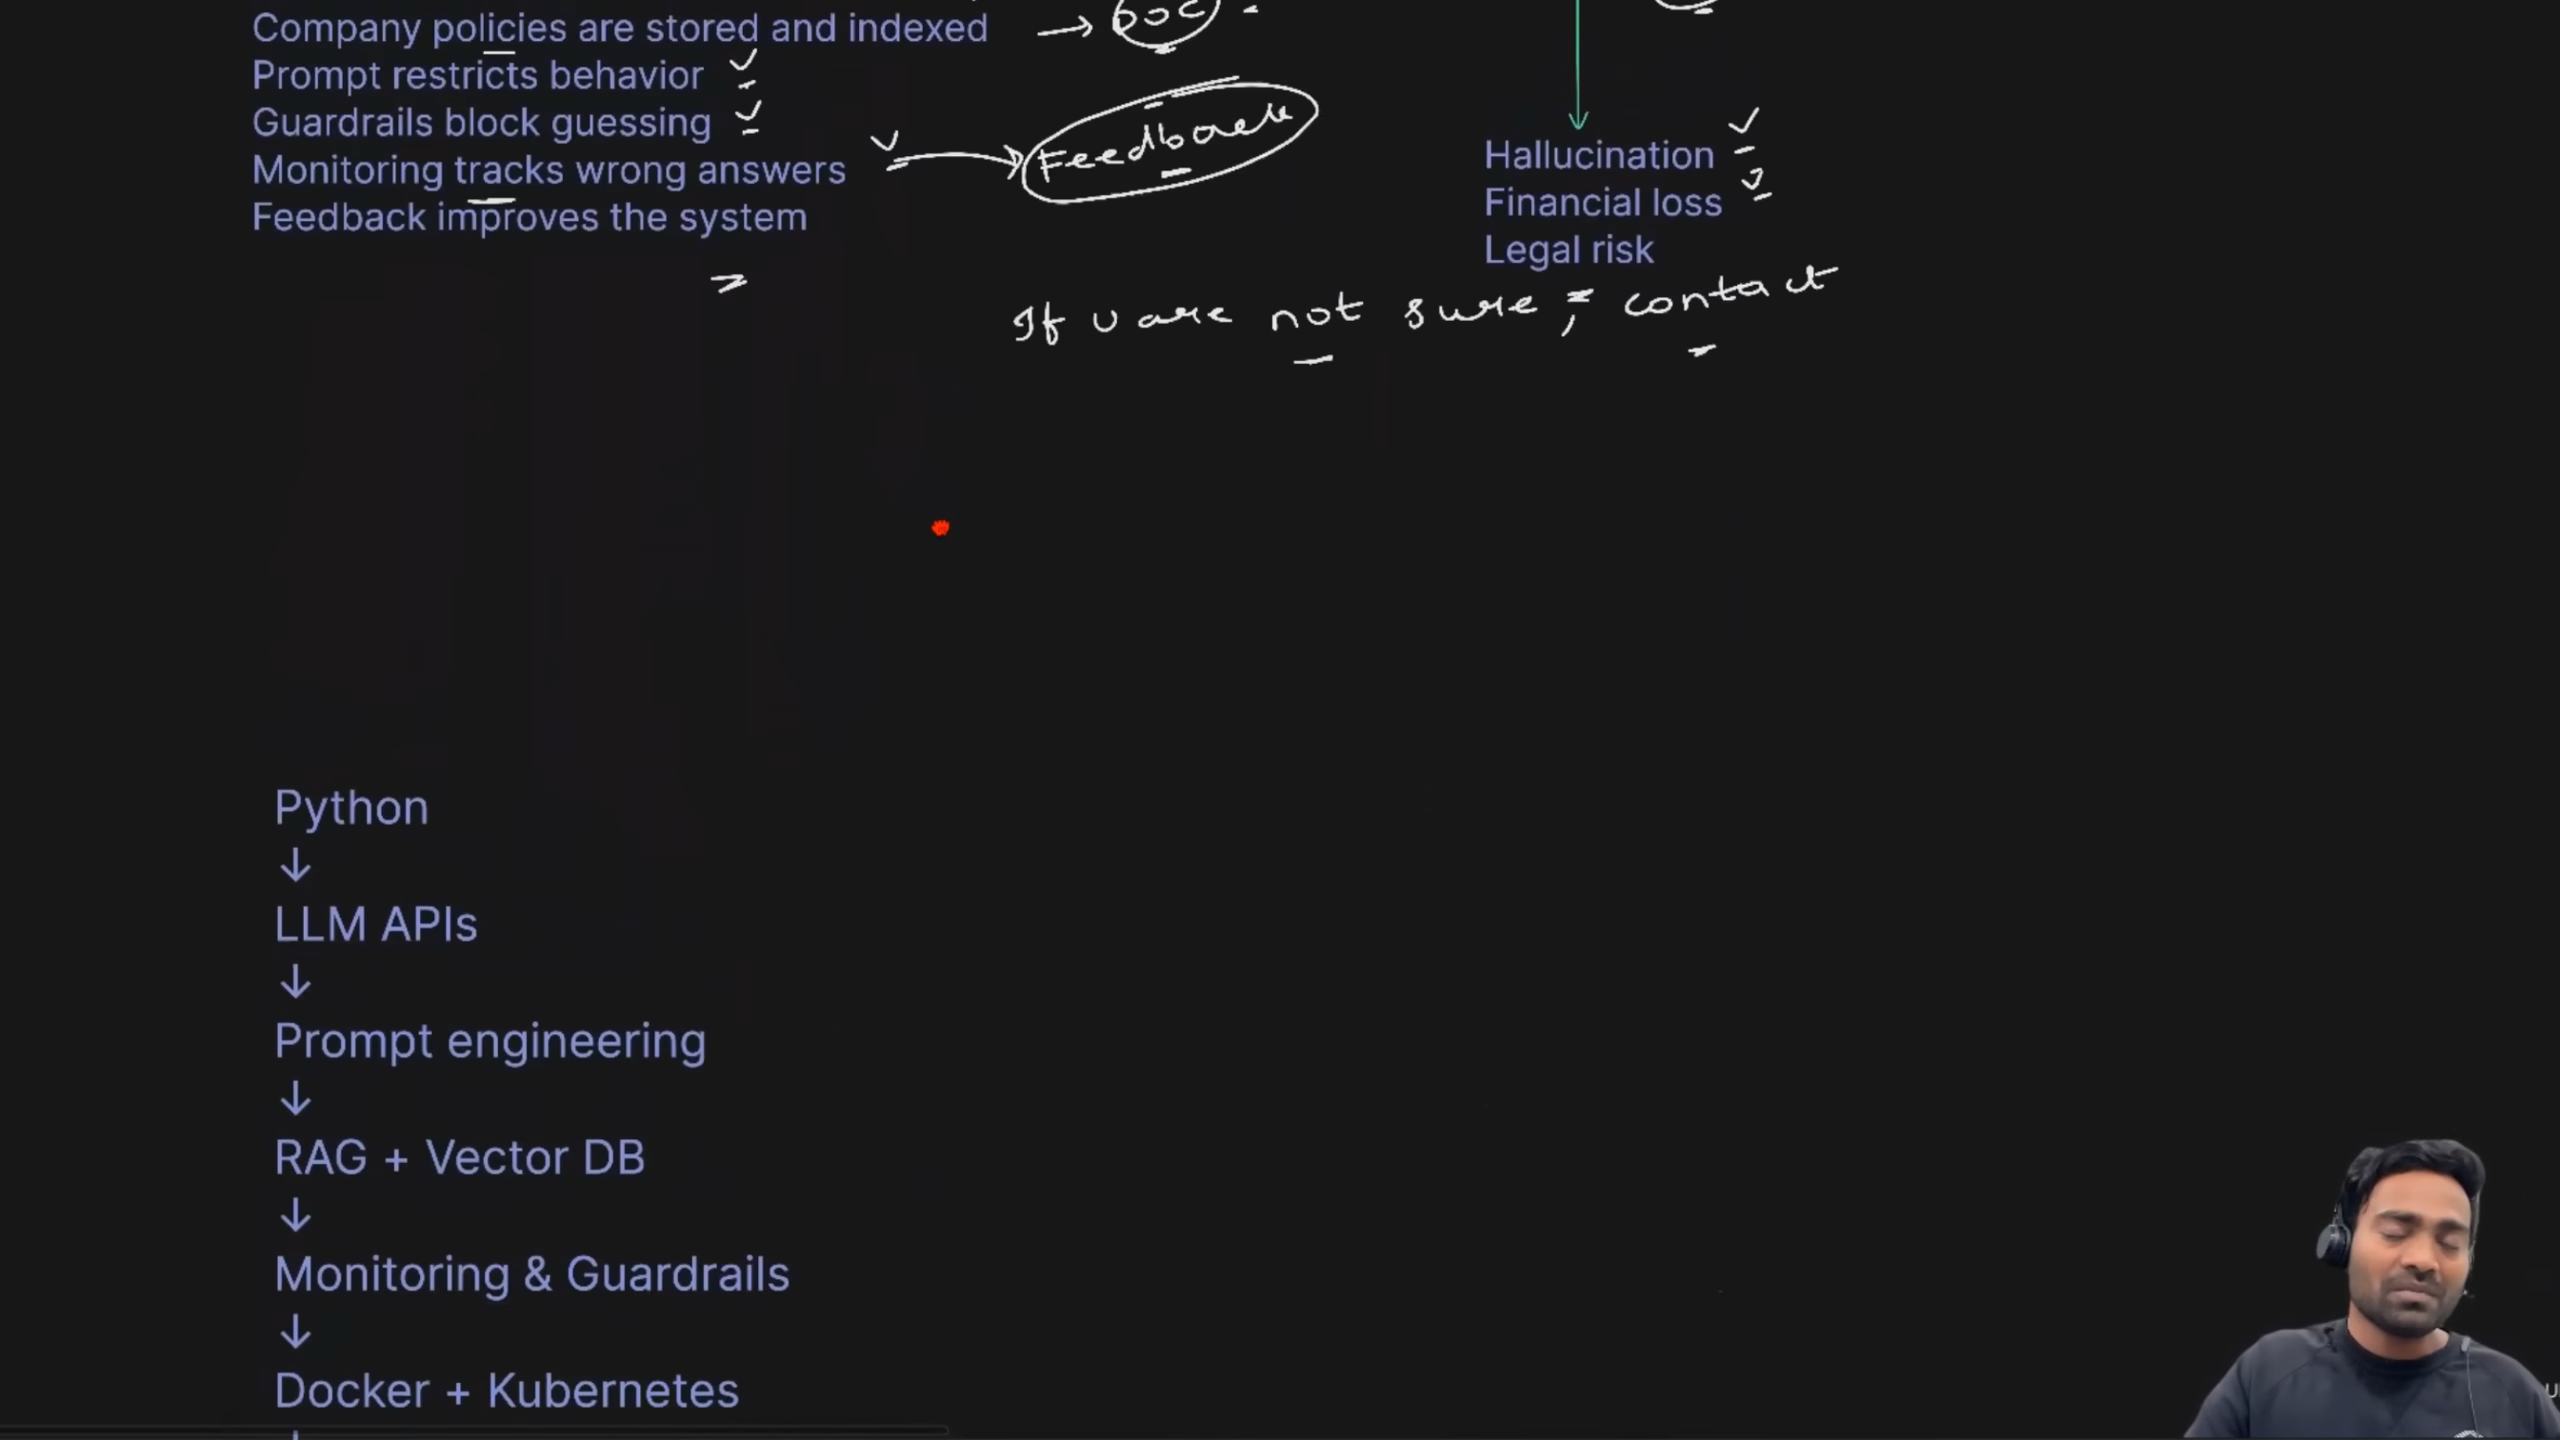 Company policies are stored and indexed → DOC
Prompt restricts behavior
Guardrails block guessing
Monitoring tracks wrong answers → Feedback
Feedback improves the system
Hallucination
Financial loss
Legal risk
If u are not sure, contact
Python
↓
LLM APIs
↓
Prompt engineering
↓
RAG + Vector DB
↓
Monitoring & Guardrails
↓
Docker + Kubernetes